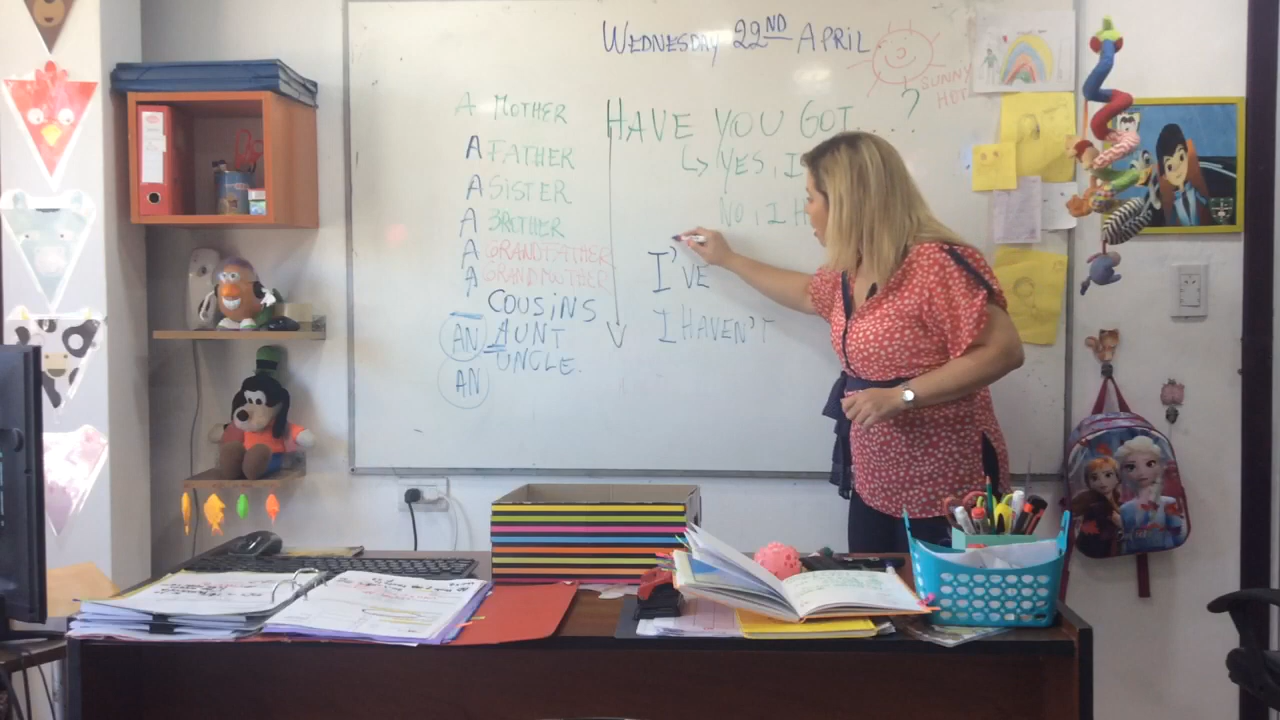 WEDNESDAY 22ND APRIL
SUNNY
HOT
A MOTHER
A FATHER
A SISTER
A BROTHER
A GRANDFATHER
A GRANDMOTHER
A COUSINS
AN AUNT
AN UNCLE.
HAVE YOU GOT...?
↳ YES, I
NO, I H
I'VE
I HAVEN'T